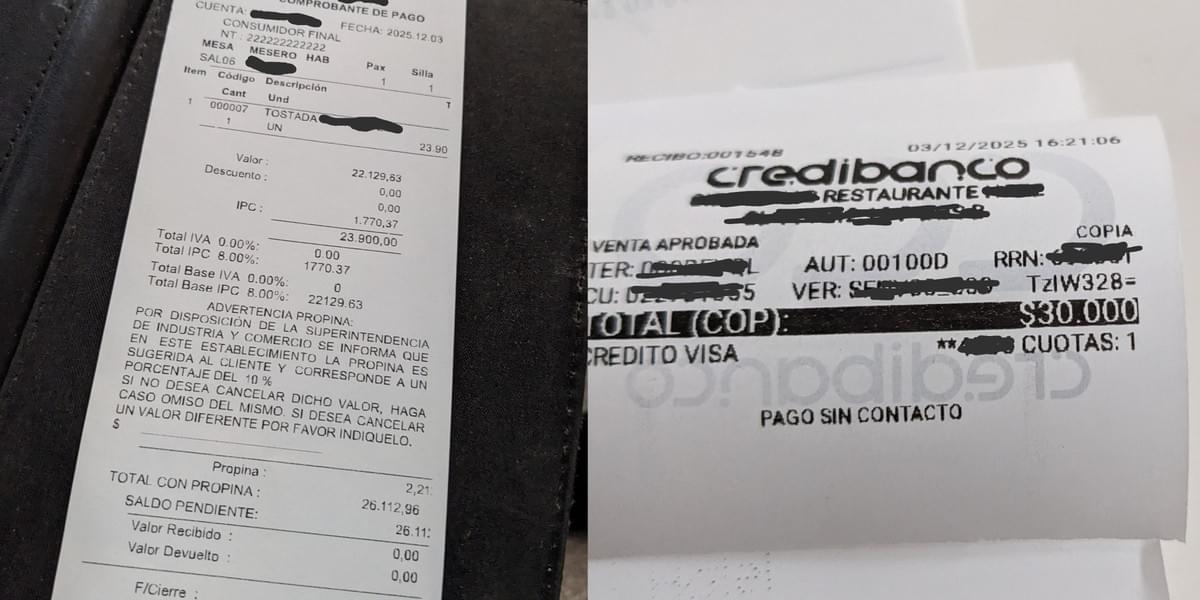 COMPROBANTE DE PAGO
CUENTA:
FECHA: 2025.12.03
CONSUMIDOR FINAL
NT : 222222222222
MESA MESERO HAB Pax Silla
SAL06 1 1
Item Código Descripción
Cant Und
1 000007 TOSTADA
1 UN 23.90
Valor : 22.129,63
Descuento : 0,00
0,00
IPC : 1.770,37
23.900,00
Total IVA 0.00%: 0.00
Total IPC 8.00%: 1770.37
Total Base IVA 0.00%: 0
Total Base IPC 8.00%: 22129.63
ADVERTENCIA PROPINA:
POR DISPOSICIÓN DE LA SUPERINTENDENCIA
DE INDUSTRIA Y COMERCIO SE INFORMA QUE
EN ESTE ESTABLECIMIENTO LA PROPINA ES
SUGERIDA AL CLIENTE Y CORRESPONDE A UN
PORCENTAJE DEL 10 %
SI NO DESEA CANCELAR DICHO VALOR, HAGA
CASO OMISO DEL MISMO. SI DESEA CANCELAR
UN VALOR DIFERENTE POR FAVOR INDIQUELO.
$
Propina : 2,21
TOTAL CON PROPINA : 26.112,96
SALDO PENDIENTE: 26.11
Valor Recibido : 0,00
Valor Devuelto : 0,00
F/Cierre :
RECIBO:001548 03/12/2025 16:21:06
credibanco
RESTAURANTE
COPIA
VENTA APROBADA
TER: AUT: 00100D RRN:
CU: VER: TzIW328=
TOTAL (COP): $30.000
CREDITO VISA ** CUOTAS: 1
credibanco
PAGO SIN CONTACTO